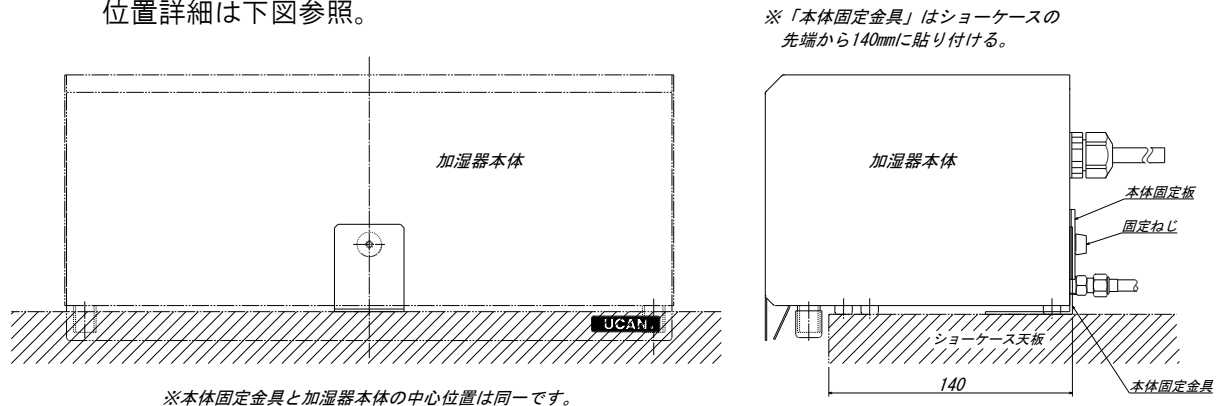 位置詳細は下図参照。
※「本体固定金具」はショーケースの
先端から140㎜に貼り付ける。
加湿器本体
UCAN
※本体固定金具と加湿器本体の中心位置は同一です。
加湿器本体
本体固定板
固定ねじ
ショーケース天板
140
本体固定金具